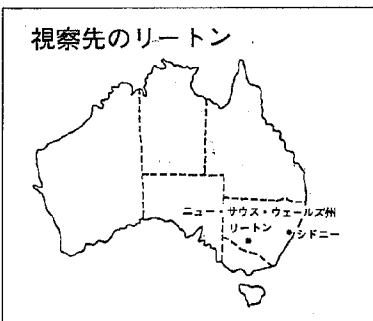 視察先のリートン
ニュー・サウス・ウェールズ州
リートン
シドニー